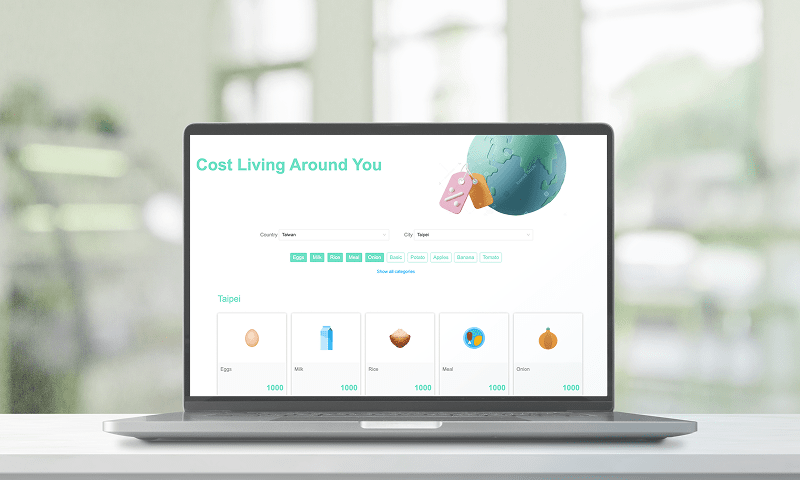 Cost Living Around You
Country Taiwan City Taipei
Eggs Milk Rice Meal Onion Basic Potato Apples Banana Tomato
Show all categories
Taipei
Eggs Milk Rice Meal Onion
1000 1000 1000 1000 1000